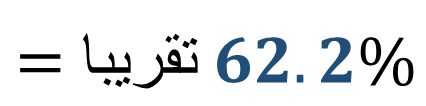 = تقريبا 62.2%